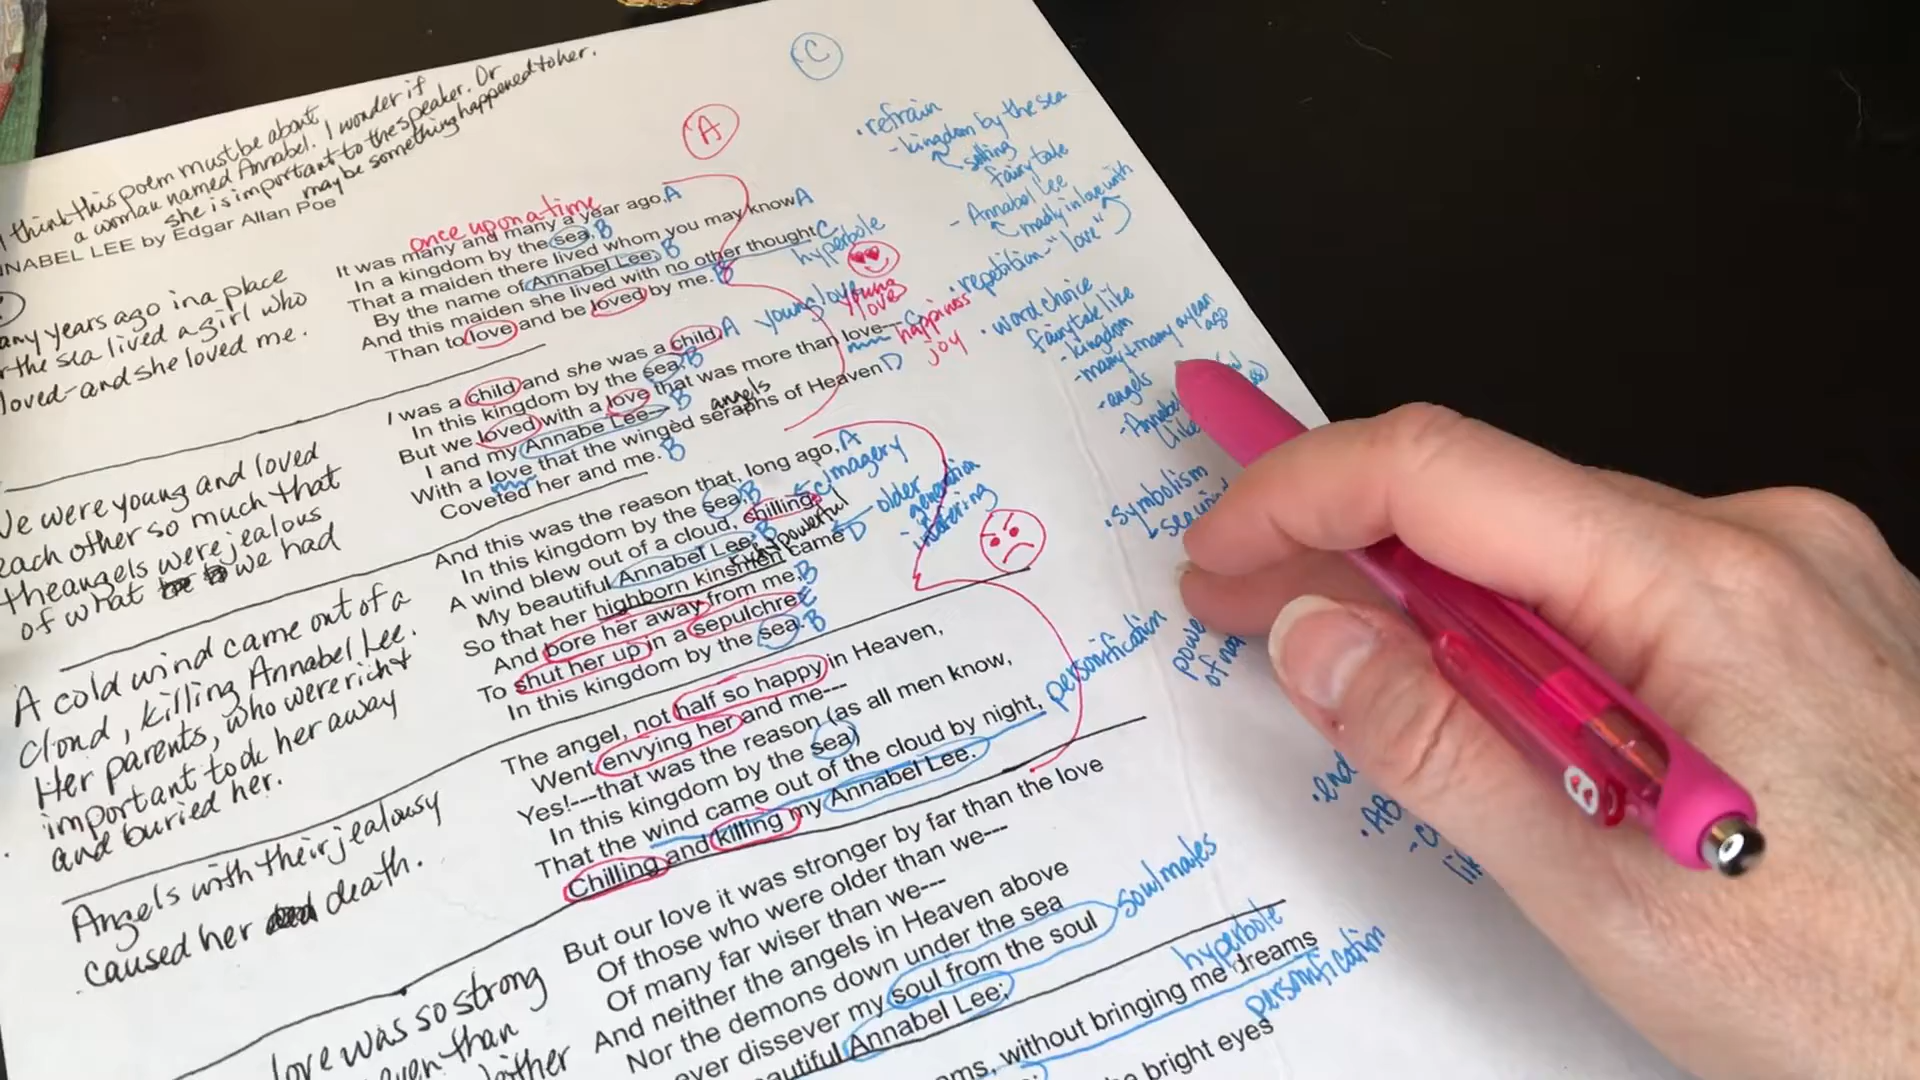 I think this poem must be about
a woman named Annabel. I wonder if
she is important to the speaker. Or
maybe something happened to her.
NNABEL LEE by Edgar Allan Poe
any years ago in a place
the sea lived a girl who
loved - and she loved me.
We were young and loved
each other so much that
the angels were jealous
of what we had
A cold wind came out of a
cloud, killing Annabel Lee.
Her parents, who were rich &
important took her away
and buried her.
Angels with their jealousy
caused her death.
love was so strong
even than
C
A
once upon a time
It was many and many a year ago, A
In a kingdom by the sea, B
That a maiden there lived whom you may know A
By the name of Annabel Lee; B
And this maiden she lived with no other thought C
hyperbole
Than to love and be loved by me. B
I was a child and she was a child, A
young love
young
love
happiness
joy
In this kingdom by the sea, B
But we loved with a love that was more than love--- C
I and my Annabe Lee--- B
angels
With a love that the wingèd seraphs of Heaven D
Coveted her and me. B
And this was the reason that, long ago, A
In this kingdom by the sea, B
A wind blew out of a cloud, chilling C
imagery
My beautiful Annabel Lee; B
powerful
So that her highborn kinsmen came D
older
generation
interfering
And bore her away from me, B
To shut her up in a sepulchre E
In this kingdom by the sea. B
The angel, not half so happy in Heaven,
Went envying her and me---
Yes!---that was the reason (as all men know,
In this kingdom by the sea)
That the wind came out of the cloud by night,
personification
Chilling and killing my Annabel Lee.
But our love it was stronger by far than the love
Of those who were older than we---
Of many far wiser than we---
And neither the angels in Heaven above
Nor the demons down under the sea
ever dissever my soul from the soul
soulmates
autiful Annabel Lee;
hyperbole
ms, without bringing me dreams
personification
bright eyes
• refrain
- kingdom by the sea
setting
fairytale
- Annabel Lee
madly in love with
• repetition - "love"
• word choice
fairytale like
- kingdom
- many & many a year
ago
- angels
- Annabel
(like
• symbolism
of
• end
• AB